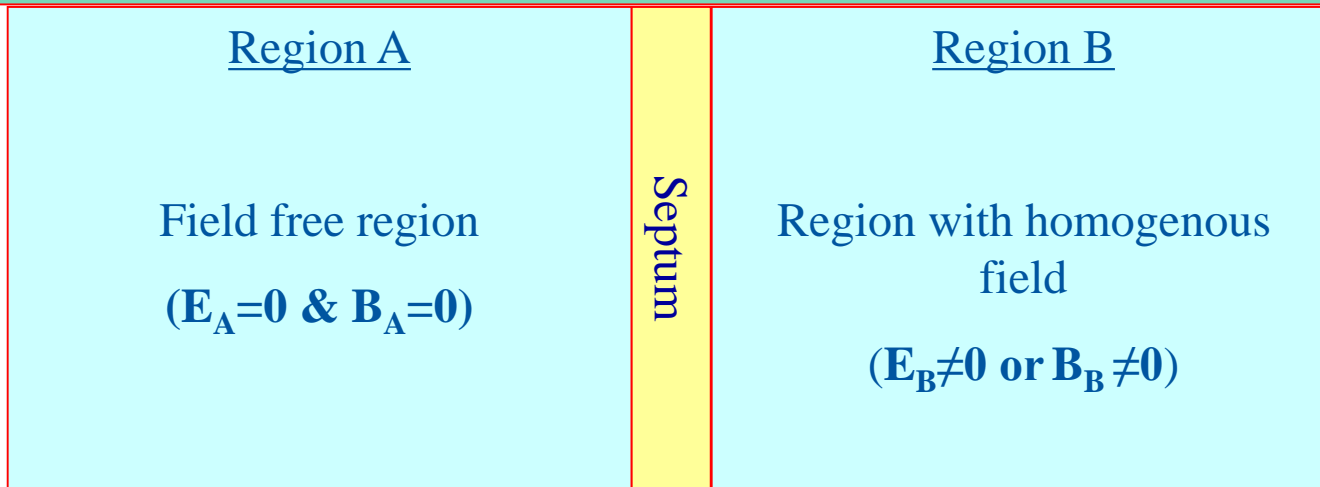 Region A
Field free region
(E_A=0 & B_A=0)
Septum
Region B
Region with homogenous
field
(E_B≠0 or B_B ≠0)